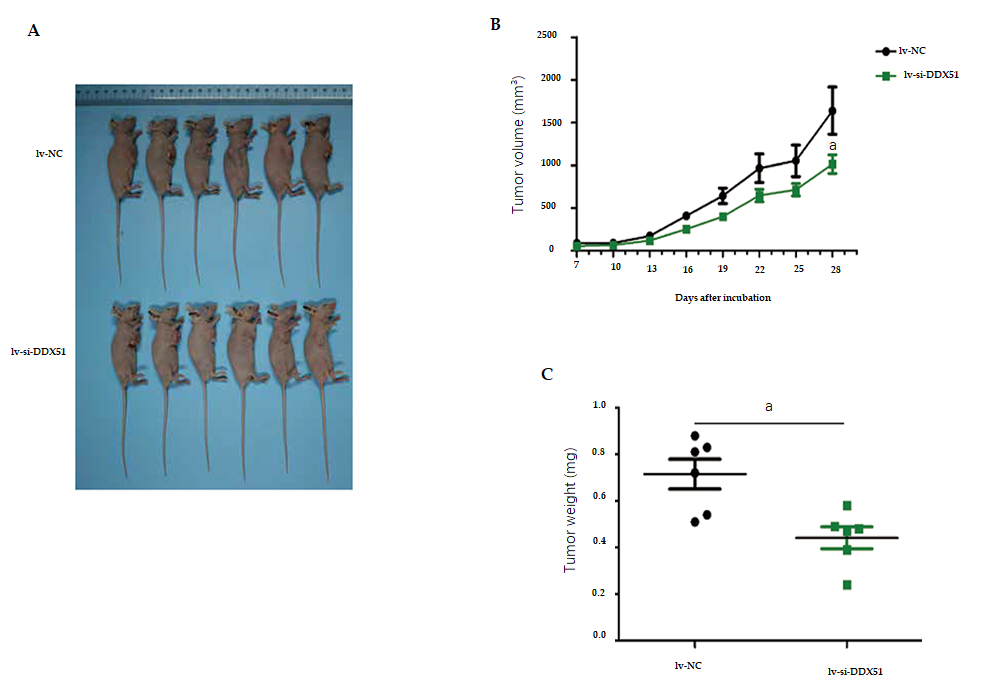 A
lv-NC
lv-si-DDX51
B
Tumor volume (mm³)
2500
2000
1500
1000
500
0
7
10
13
16
19
22
25
28
Days after incubation
lv-NC
lv-si-DDX51
a
C
Tumor weight (mg)
1.0
0.8
0.6
0.4
0.2
0.0
a
lv-NC
lv-si-DDX51